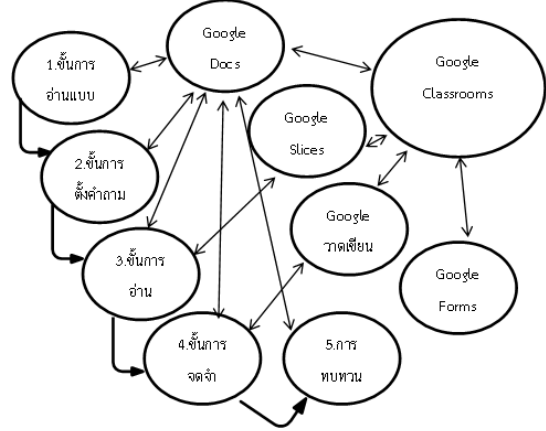 Google
Docs
Google
Classrooms
1.ขั้นการ
อ่านแบบ
Google
Slices
2.ขั้นการ
ตั้งคำถาม
Google
วาดเขียน
3.ขั้นการ
อ่าน
Google
Forms
4.ขั้นการ
จดจำ
5.การ
ทบทวน